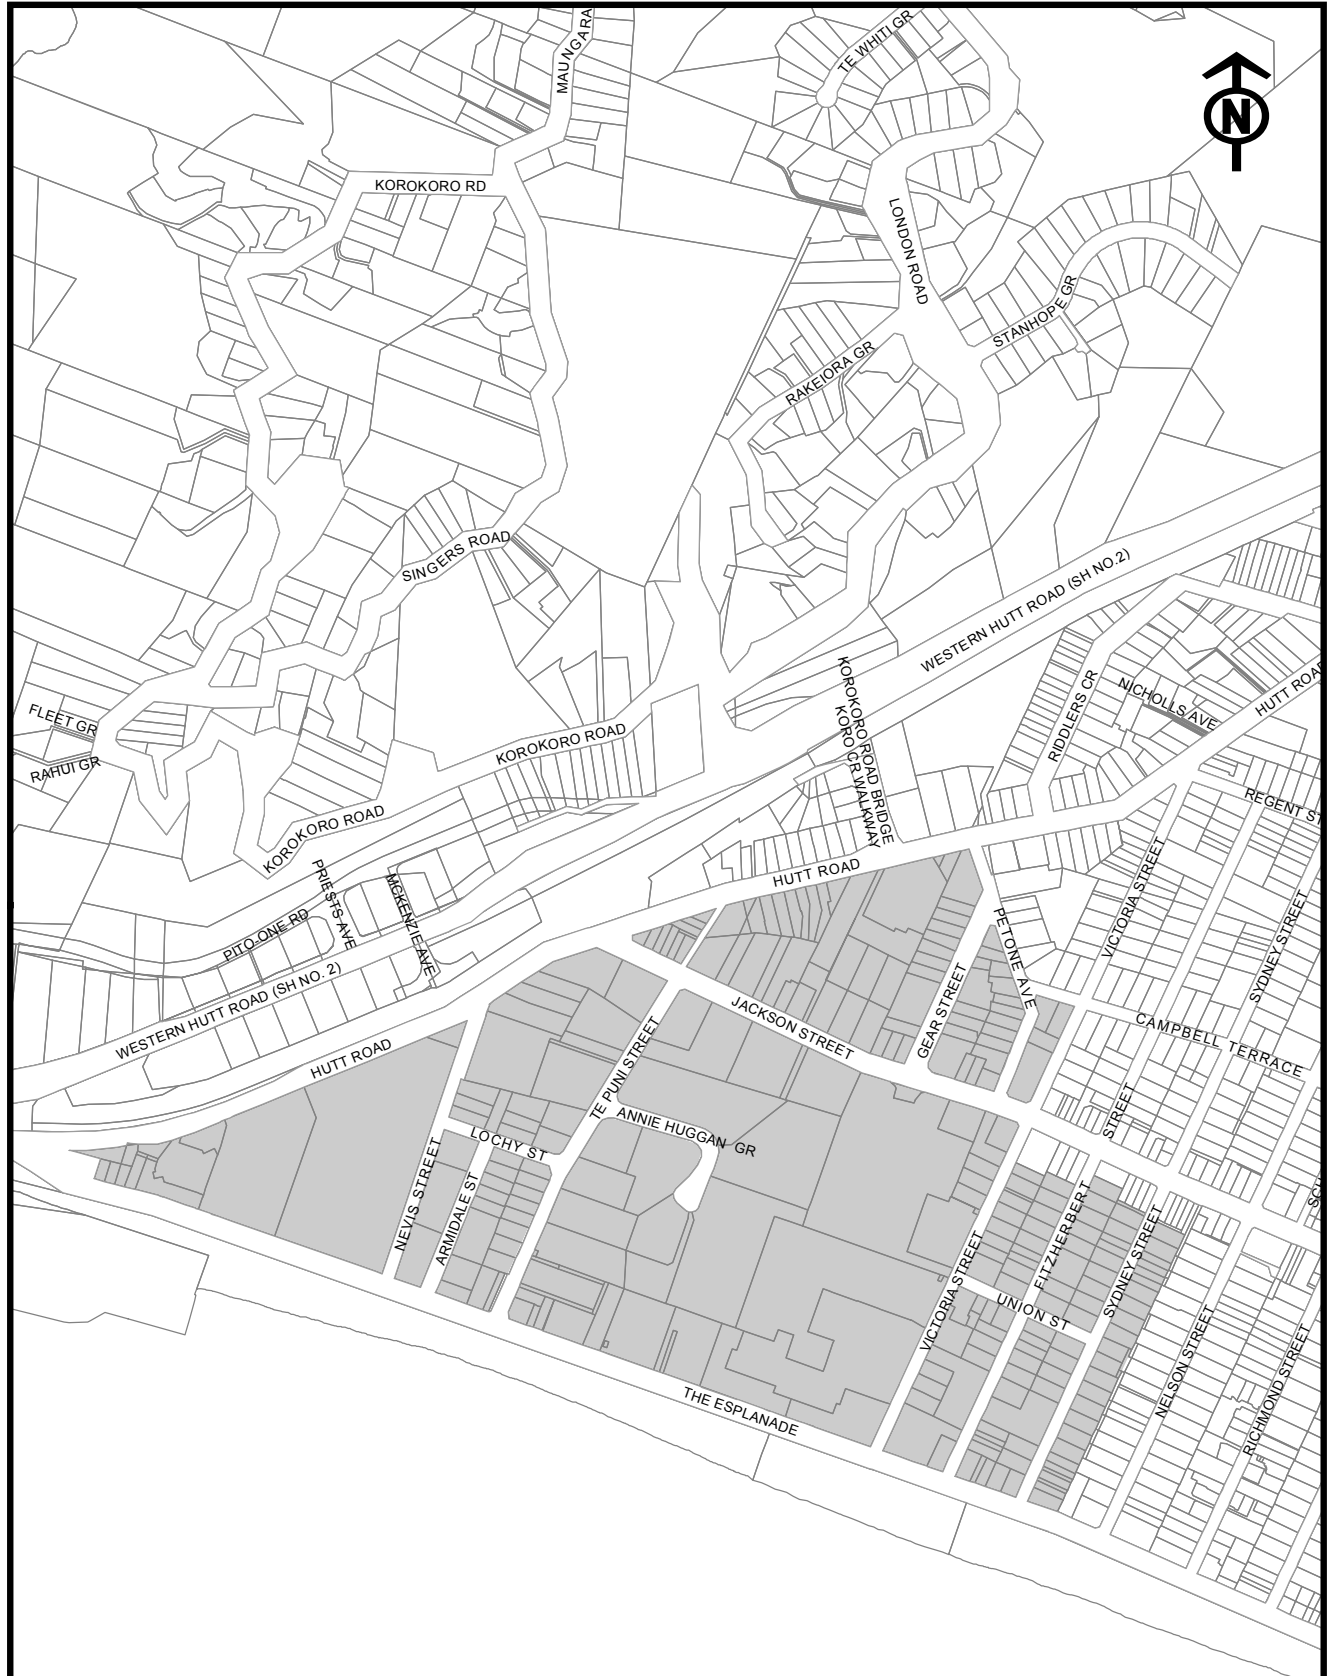 TE WHITI GR
MAUNGARA
N
KOROKORO RD
LONDON ROAD
STANHOPE GR
RAKEIORA GR
SINGERS ROAD
WESTERN HUTT ROAD (SH NO.2)
KOROKORO ROAD BRIDGE
KORO CR WALKWAY
RIDDLERS CR
NICHOLLS AVE
HUTT ROAD
FLEET GR
RAHUI GR
KOROKORO ROAD
KOROKORO ROAD
REGENT ST
PRIESTS AVE
MCKENZIE AVE
HUTT ROAD
VICTORIA STREET
SYDNEY STREET
PITO-ONE RD
PETONE AVE
WESTERN HUTT ROAD (SH NO. 2)
GEAR STREET
JACKSON STREET
CAMPBELL TERRACE
HUTT ROAD
TE PUNI STREET
ANNIE HUGGAN GR
STREET
LOCHY ST
NEVIS STREET
ARMIDALE ST
FITZHERBERT
SYDNEY STREET
VICTORIA STREET
UNION ST
NELSON STREET
RICHMOND STREET
THE ESPLANADE